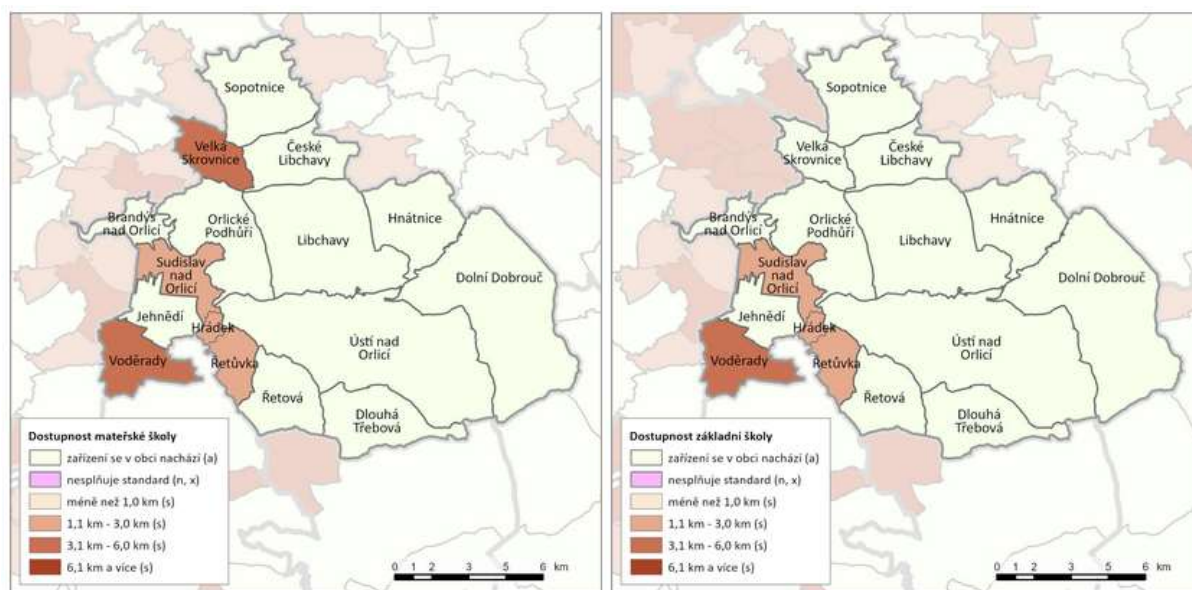 Sopotnice
Velká
Skrovnice
České
Libchavy
Brandýs
nad Orlicí
Orlické
Podhůří
Libchavy
Hnátnice
Dolní Dobrouč
Sudislav
nad
Orlicí
Jehnědí
Hrádek
Ústí nad
Orlicí
Voděrady
Řetůvka
Řetová
Dlouhá
Třebová
Dostupnost mateřské školy
zařízení se v obci nachází (a)
nesplňuje standard (n, x)
méně než 1,0 km (s)
1,1 km - 3,0 km (s)
3,1 km - 6,0 km (s)
6,1 km a více (s)
0 1 2 3 4 5 6 km
Sopotnice
Velká
Skrovnice
České
Libchavy
Brandýs
nad Orlicí
Orlické
Podhůří
Libchavy
Hnátnice
Dolní Dobrouč
Sudislav
nad
Orlicí
Jehnědí
Hrádek
Ústí nad
Orlicí
Voděrady
Řetůvka
Řetová
Dlouhá
Třebová
Dostupnost základní školy
zařízení se v obci nachází (a)
nesplňuje standard (n, x)
méně než 1,0 km (s)
1,1 km - 3,0 km (s)
3,1 km - 6,0 km (s)
6,1 km a více (s)
0 1 2 3 4 5 6 km